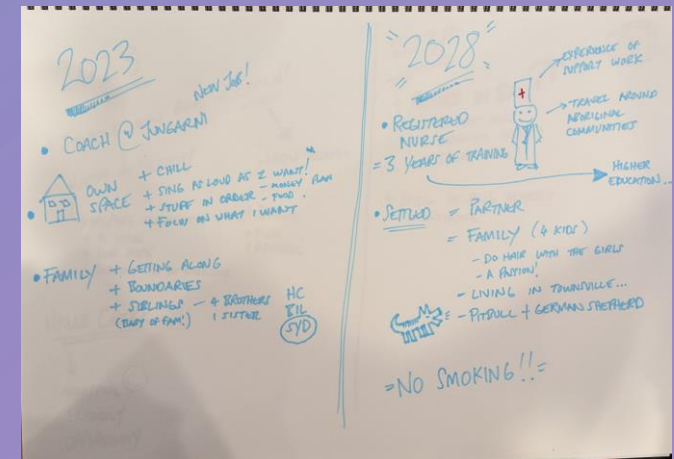 2023
NEW JOB!
• COACH @ JUNGARNI
• OWN SPACE
+ CHILL
+ SING AS LOUD AS I WANT!
+ STUFF IN ORDER - MONEY PLAN
- FOOD
+ FOCUS ON WHAT I WANT
• FAMILY + GETTING ALONG
+ BOUNDARIES
+ SIBLINGS - 4 BROTHERS
(BABY OF FAM!) 1 SISTER
HC
BIL
SYD
"2028"
• REGISTERED
NURSE
= 3 YEARS OF TRAINING
EXPERIENCE OF
SUPPORT WORK
TRAVEL AROUND
ABORIGINAL
COMMUNITIES
HIGHER
EDUCATION...
• SETTLED = PARTNER
= FAMILY (4 KIDS)
- DO HAIR WITH THE GIRLS
- A PASSION!
- LIVING IN TOWNSVILLE...
- PITBULL + GERMAN SHEPHERD
=NO SMOKING!!=